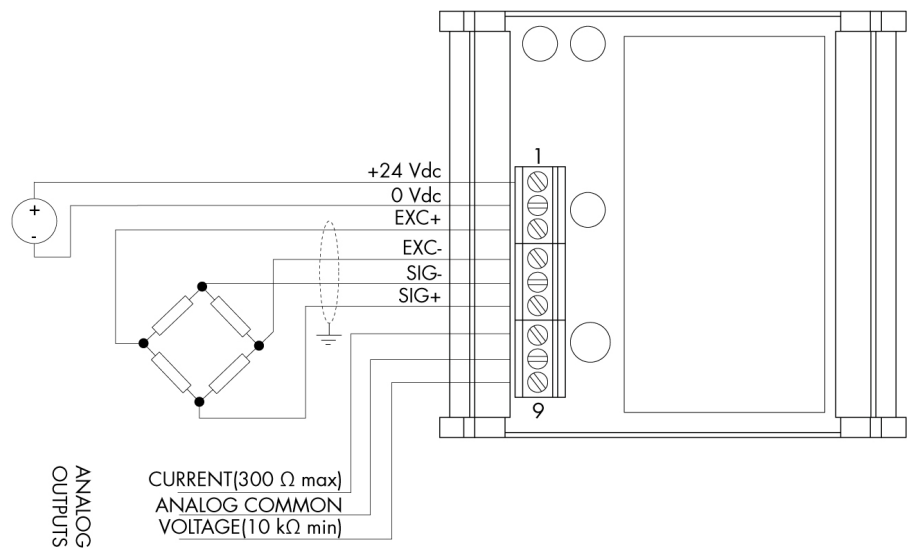 1
+24 Vdc
0 Vdc
EXC+
EXC-
SIG-
SIG+
9
+
-
CURRENT(300 Ω max)
ANALOG COMMON
VOLTAGE(10 kΩ min)
ANALOG
OUTPUTS